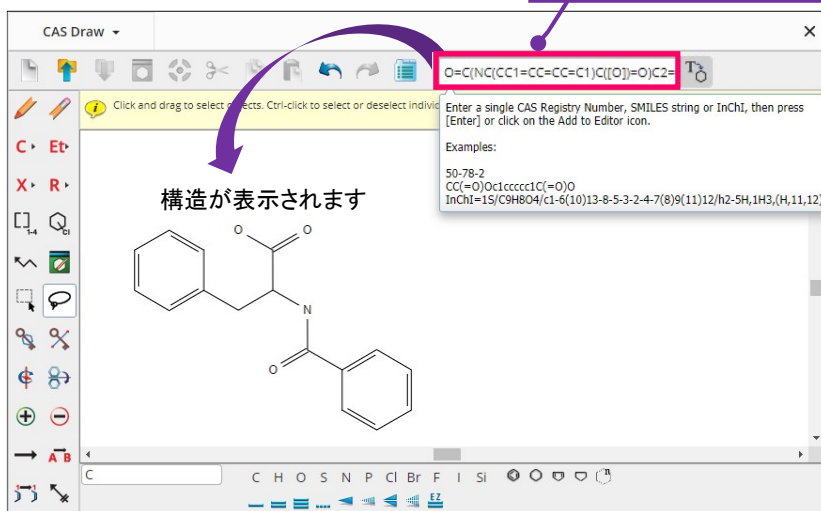 CAS Draw
O=C(NC(CC1=CC=CC=C1)C([O])=O)C2=
Click and drag to select objects. Ctrl-click to select or deselect
Enter a single CAS Registry Number, SMILES string or InChI, then press
[Enter] or click on the Add to Editor icon.
Examples:
50-78-2
CC(=O)Oc1ccccc1C(=O)O
InChI=1S/C9H8O4/c1-6(10)13-8-5-3-2-4-7(8)9(11)12/h2-5H,1H3,(H,11,12)
C Et
X R
[ ] 1-4 Cl
構造が表示されます
O O
N
O
A B
C
C H O S N P Cl Br F I Si
EZ